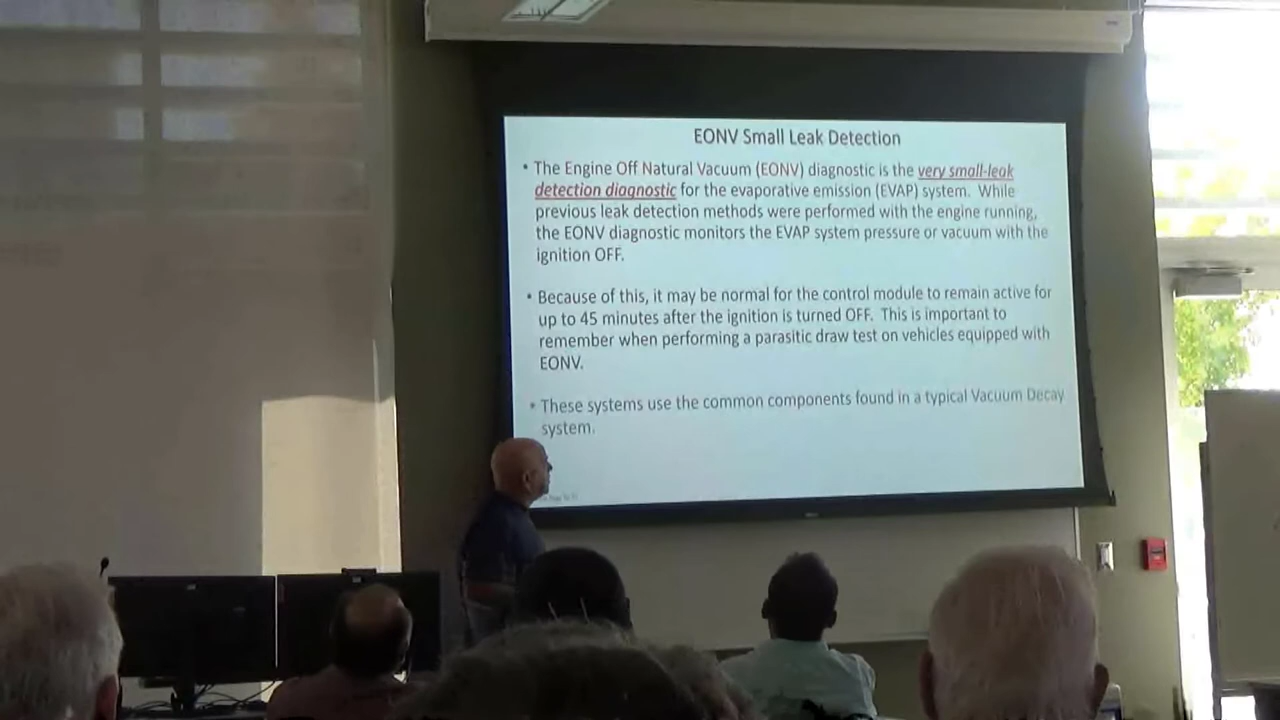 EONV Small Leak Detection
• The Engine Off Natural Vacuum (EONV) diagnostic is the very small-leak
detection diagnostic for the evaporative emission (EVAP) system. While
previous leak detection methods were performed with the engine running,
the EONV diagnostic monitors the EVAP system pressure or vacuum with the
ignition OFF.
• Because of this, it may be normal for the control module to remain active for
up to 45 minutes after the ignition is turned OFF. This is important to
remember when performing a parasitic draw test on vehicles equipped with
EONV.
• These systems use the common components found in a typical Vacuum Decay
system.